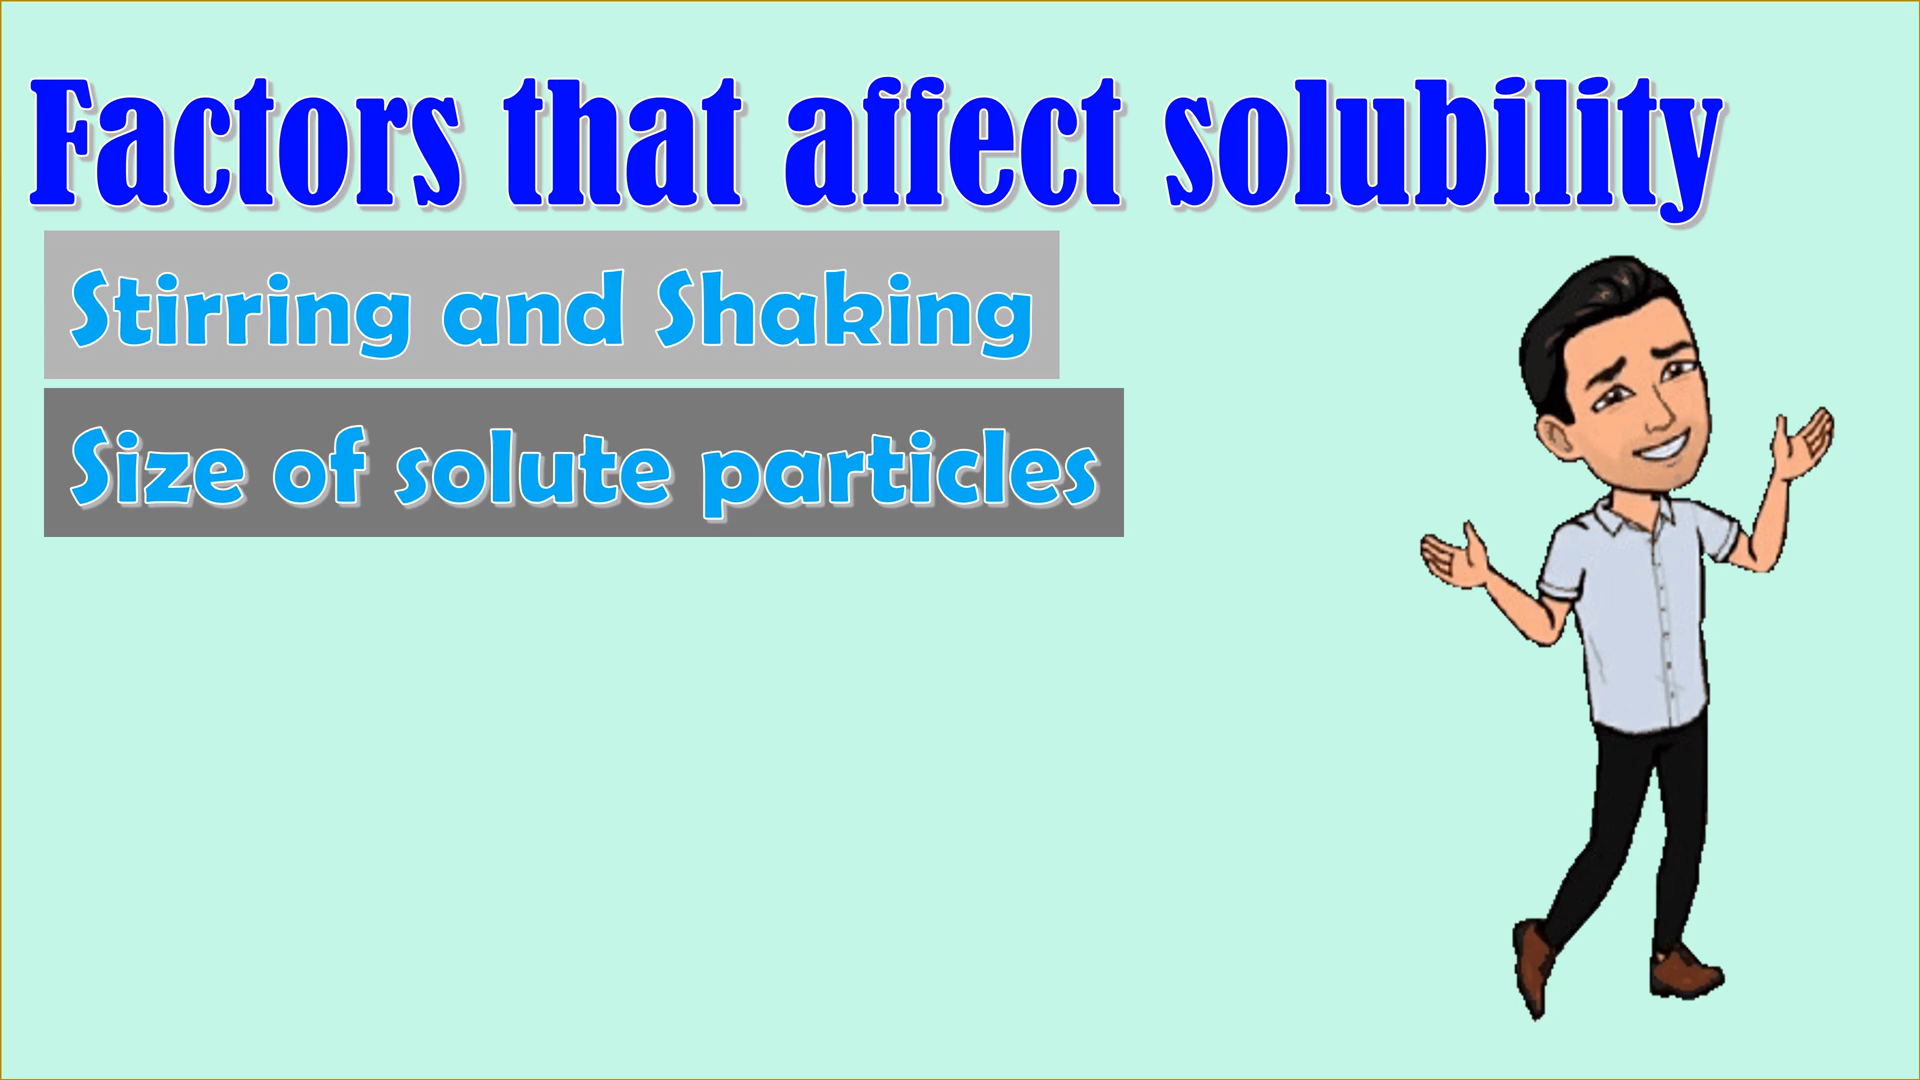 Factors that affect solubility
Stirring and Shaking
Size of solute particles